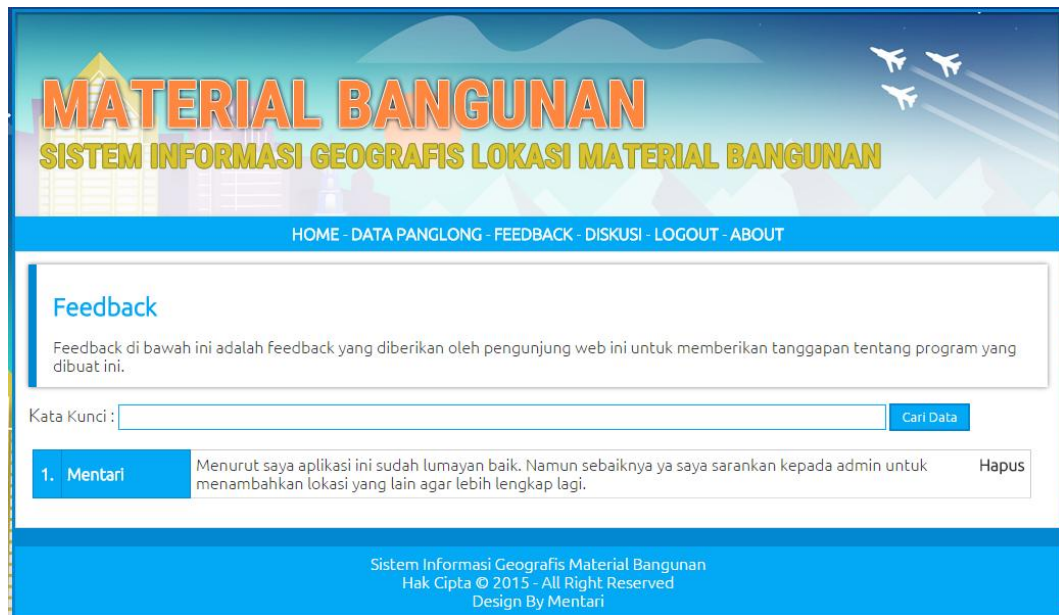 MATERIAL BANGUNAN
SISTEM INFORMASI GEOGRAFIS LOKASI MATERIAL BANGUNAN
HOME - DATA PANGLONG - FEEDBACK - DISKUSI - LOGOUT - ABOUT
Feedback
Feedback di bawah ini adalah feedback yang diberikan oleh pengunjung web ini untuk memberikan tanggapan tentang program yang
dibuat ini.
Kata Kunci : Cari Data
1. Mentari Menurut saya aplikasi ini sudah lumayan baik. Namun sebaiknya ya saya sarankan kepada admin untuk Hapus
menambahkan lokasi yang lain agar lebih lengkap lagi.
Sistem Informasi Geografis Material Bangunan
Hak Cipta © 2015 - All Right Reserved
Design By Mentari